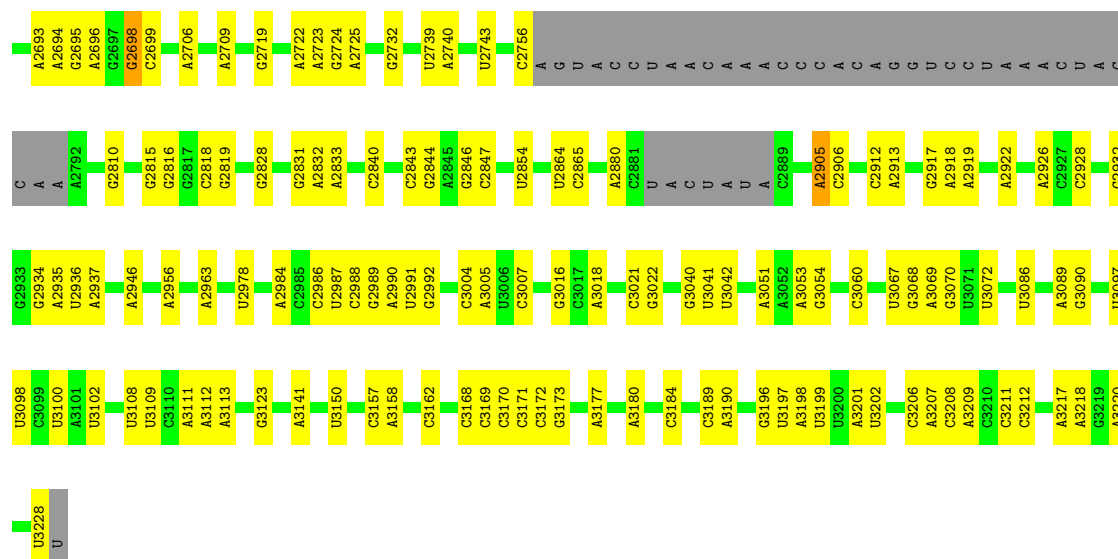 A2693 A2694 G2695 A2696 G2697 G2698 C2699 A2706 A2709 G2719 A2722 A2723 G2724 A2725 G2732 U2739 A2740 U2743 C2756 A G U A C C U A A C A A A C C C A C A G G U C C U A A A C U A C
C A A A2792 G2810 G2815 G2816 G2817 C2818 G2819 G2828 G2831 A2832 A2833 C2840 C2843 G2844 A2845 G2846 C2847 U2854 U2864 C2865 A2880 C2881 U A C U A U A C2889 A2905 C2906 C2912 A2913 G2917 A2918 A2919 A2922 A2926 C2927 C2928
G2933 G2934 A2935 U2936 A2937 A2946 A2956 A2963 U2978 A2984 C2985 C2986 U2987 C2988 G2989 A2990 U2991 G2992 C3004 A3005 U3006 C3007 G3016 C3017 A3018 C3021 G3022 G3040 U3041 U3042 A3051 A3052 A3053 G3054 C3060 U3067 G3068 A3069 G3070 U3071 U3072 U3086 A3089 G3090 U3097
U3098 C3099 U3100 A3101 U3102 U3108 U3109 C3110 A3111 A3112 A3113 G3123 A3141 U3150 C3157 A3158 C3162 C3168 C3169 C3170 C3171 C3172 G3173 A3177 A3180 C3184 C3189 A3190 G3196 U3197 A3198 U3199 U3200 A3201 U3202 C3206 A3207 C3208 A3209 C3210 C3211 C3212 A3217 A3218 G3219 A3220
U3228 U